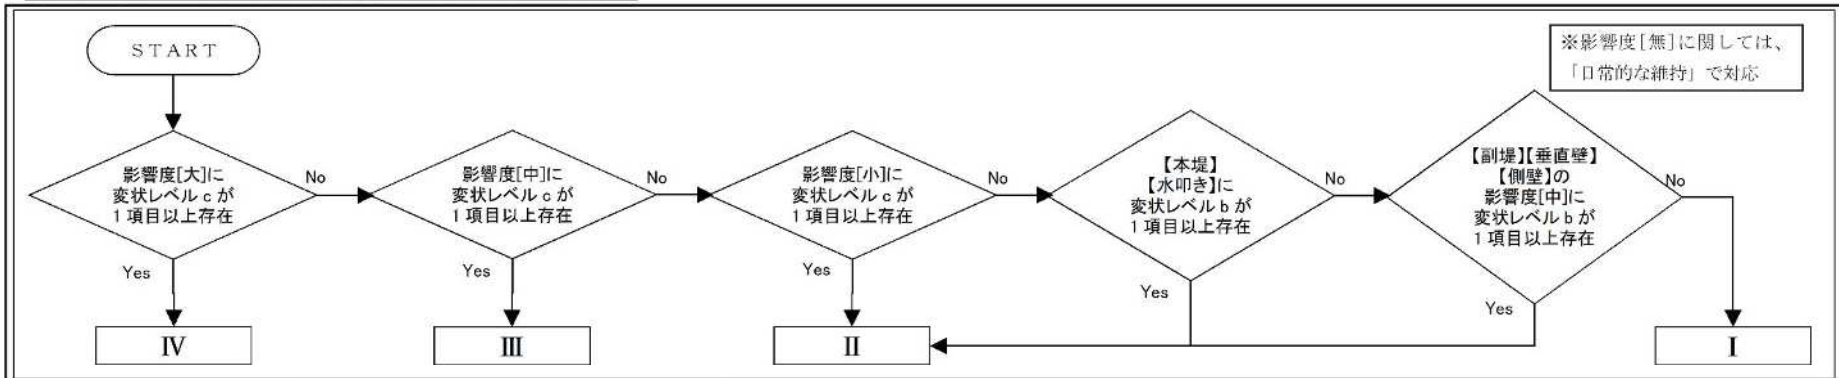 START
※影響度[無]に関しては、
「日常的な維持」で対応
影響度[大]に
変状レベルcが
1項目以上存在
No
Yes
Ⅳ
影響度[中]に
変状レベルcが
1項目以上存在
No
Yes
Ⅲ
影響度[小]に
変状レベルcが
1項目以上存在
No
Yes
Ⅱ
【本堤】
【水叩き】に
変状レベルbが
1項目以上存在
No
Yes
【副堤】【垂直壁】
【側壁】の
影響度[中]に
変状レベルbが
1項目以上存在
No
Yes
Ⅰ